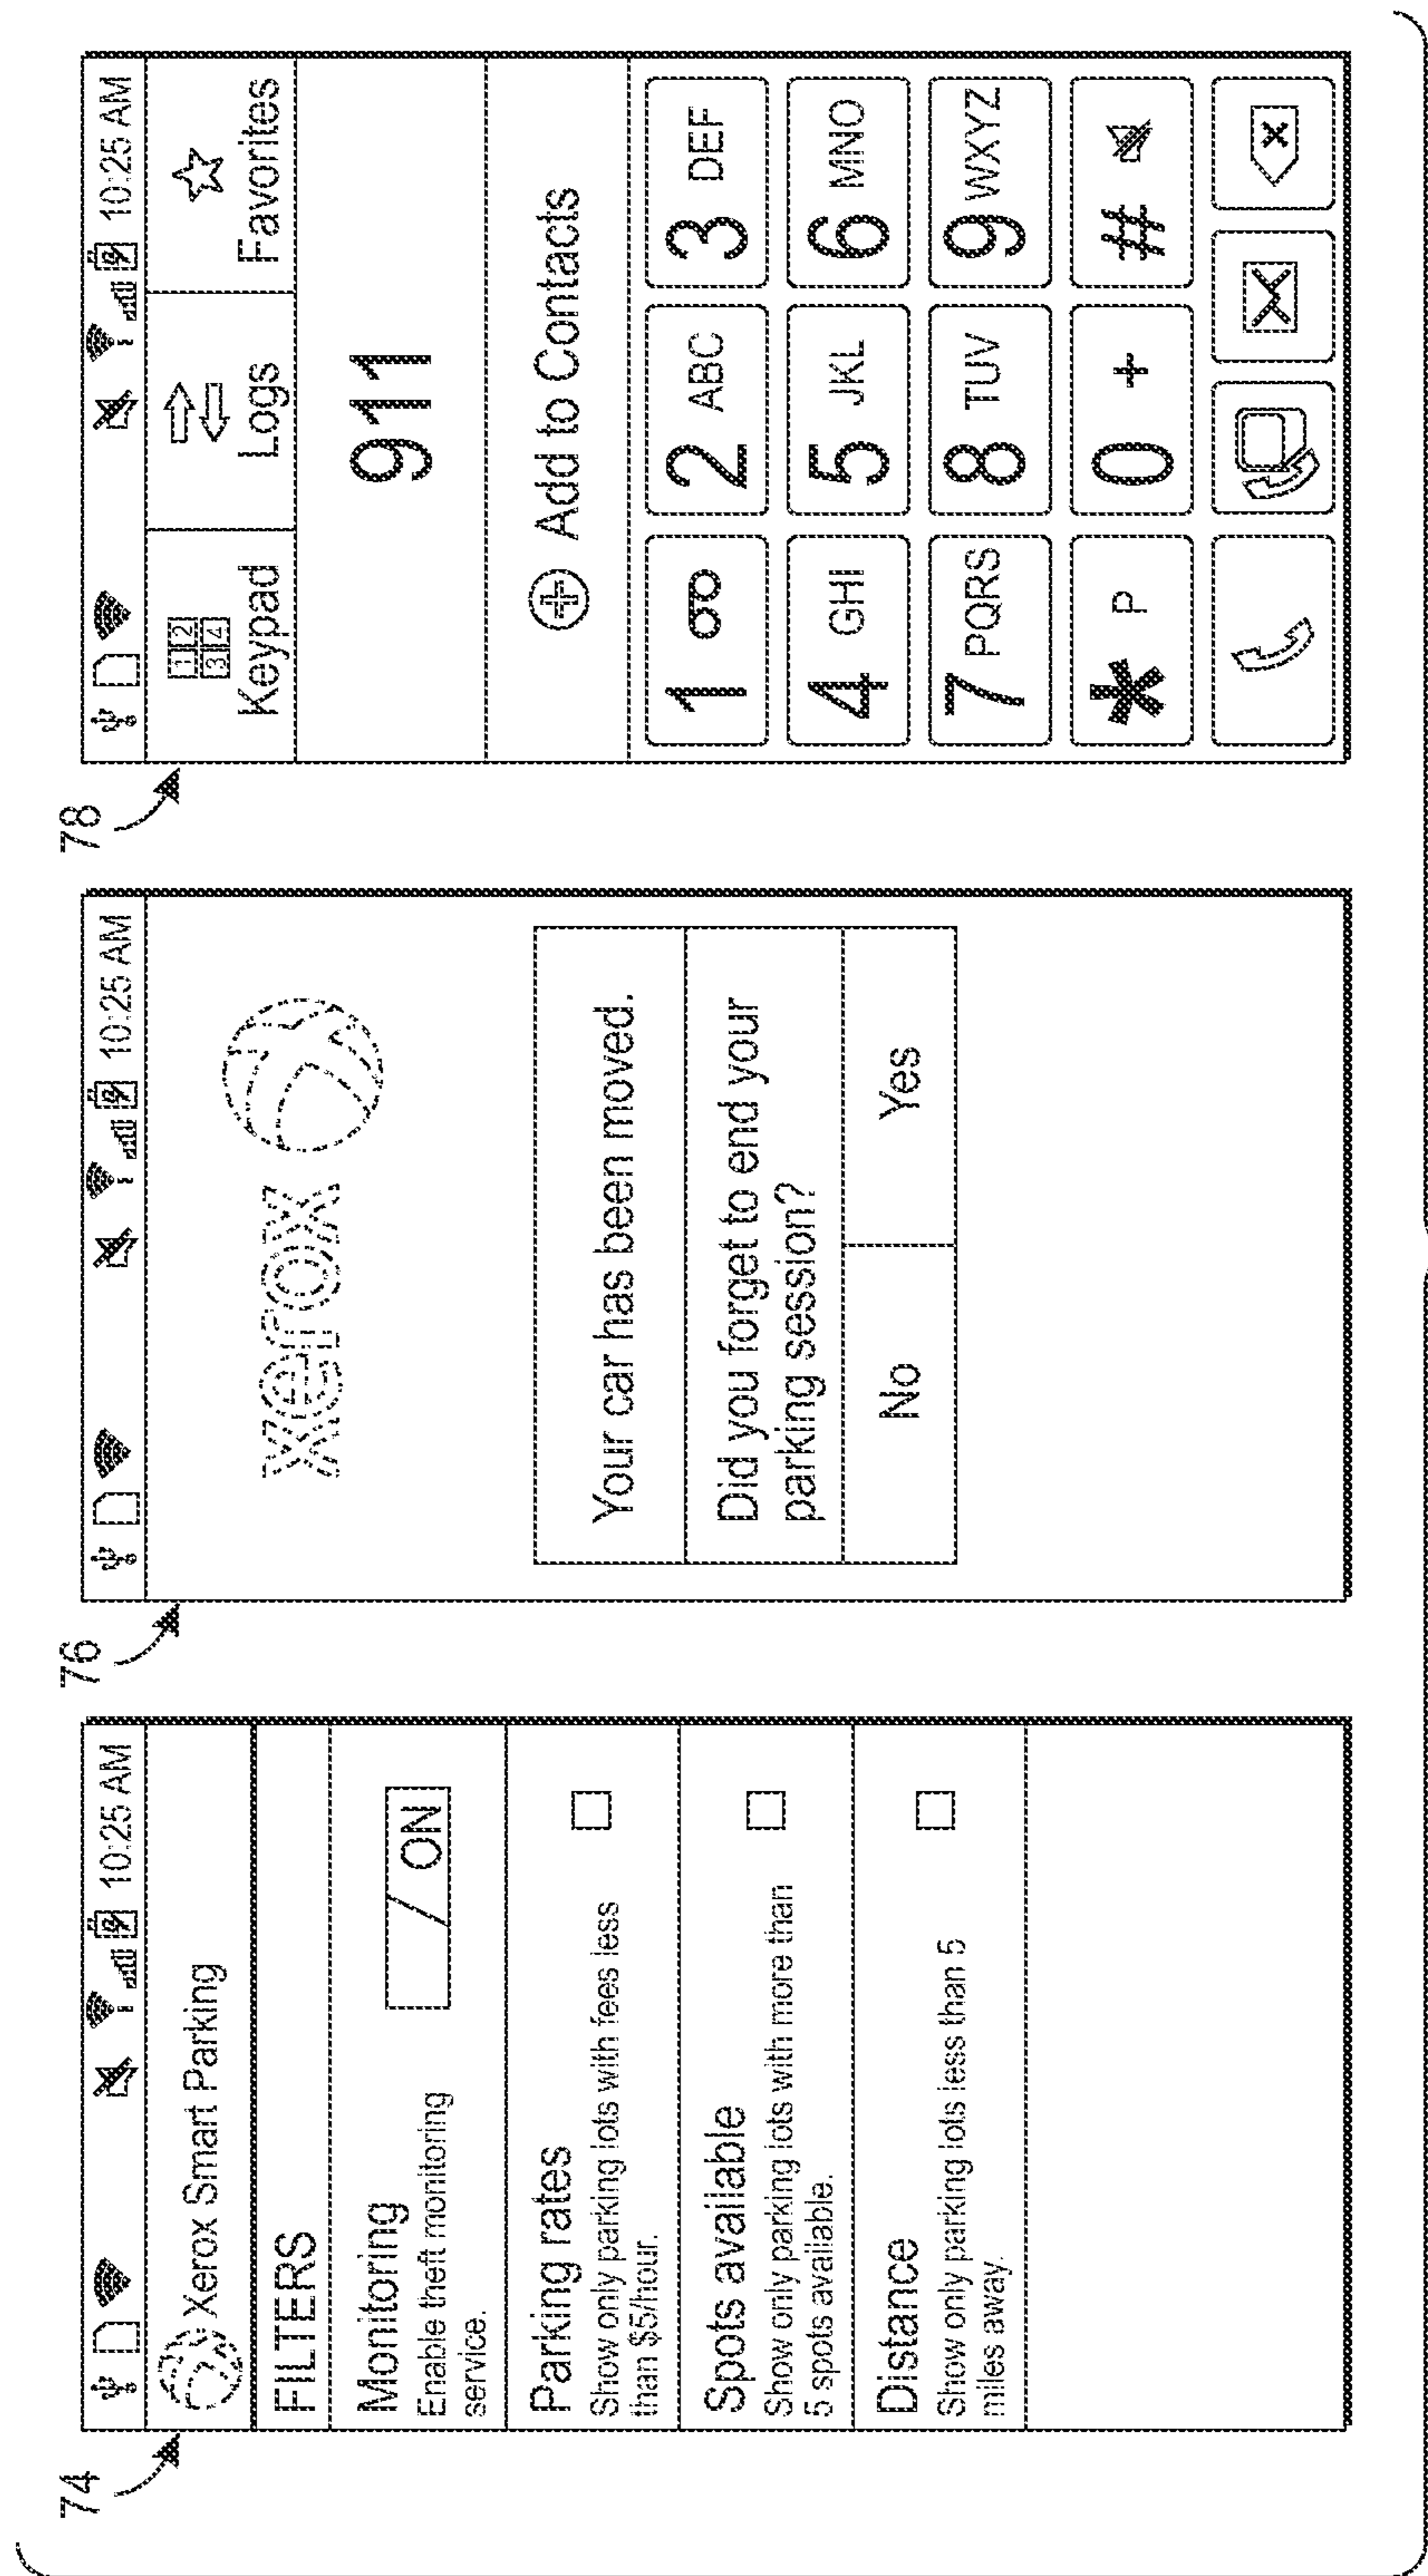 74
10:25 AM
Xerox Smart Parking
FILTERS
Monitoring
Enable theft monitoring
service.
ON
Parking rates
Show only parking lots with fees less
than $5/hour.
Spots available
Show only parking lots with more than
5 spots available.
Distance
Show only parking lots less than 5
miles away.
76
10:25 AM
xerox
Your car has been moved.
Did you forget to end your
parking session?
No Yes
78
10:25 AM
1 2
3 4
Keypad Logs Favorites
911
Add to Contacts
1 2 ABC 3 DEF
4 GHI 5 JKL 6 MNO
7 PQRS 8 TUV 9 WXYZ
* P 0 + #